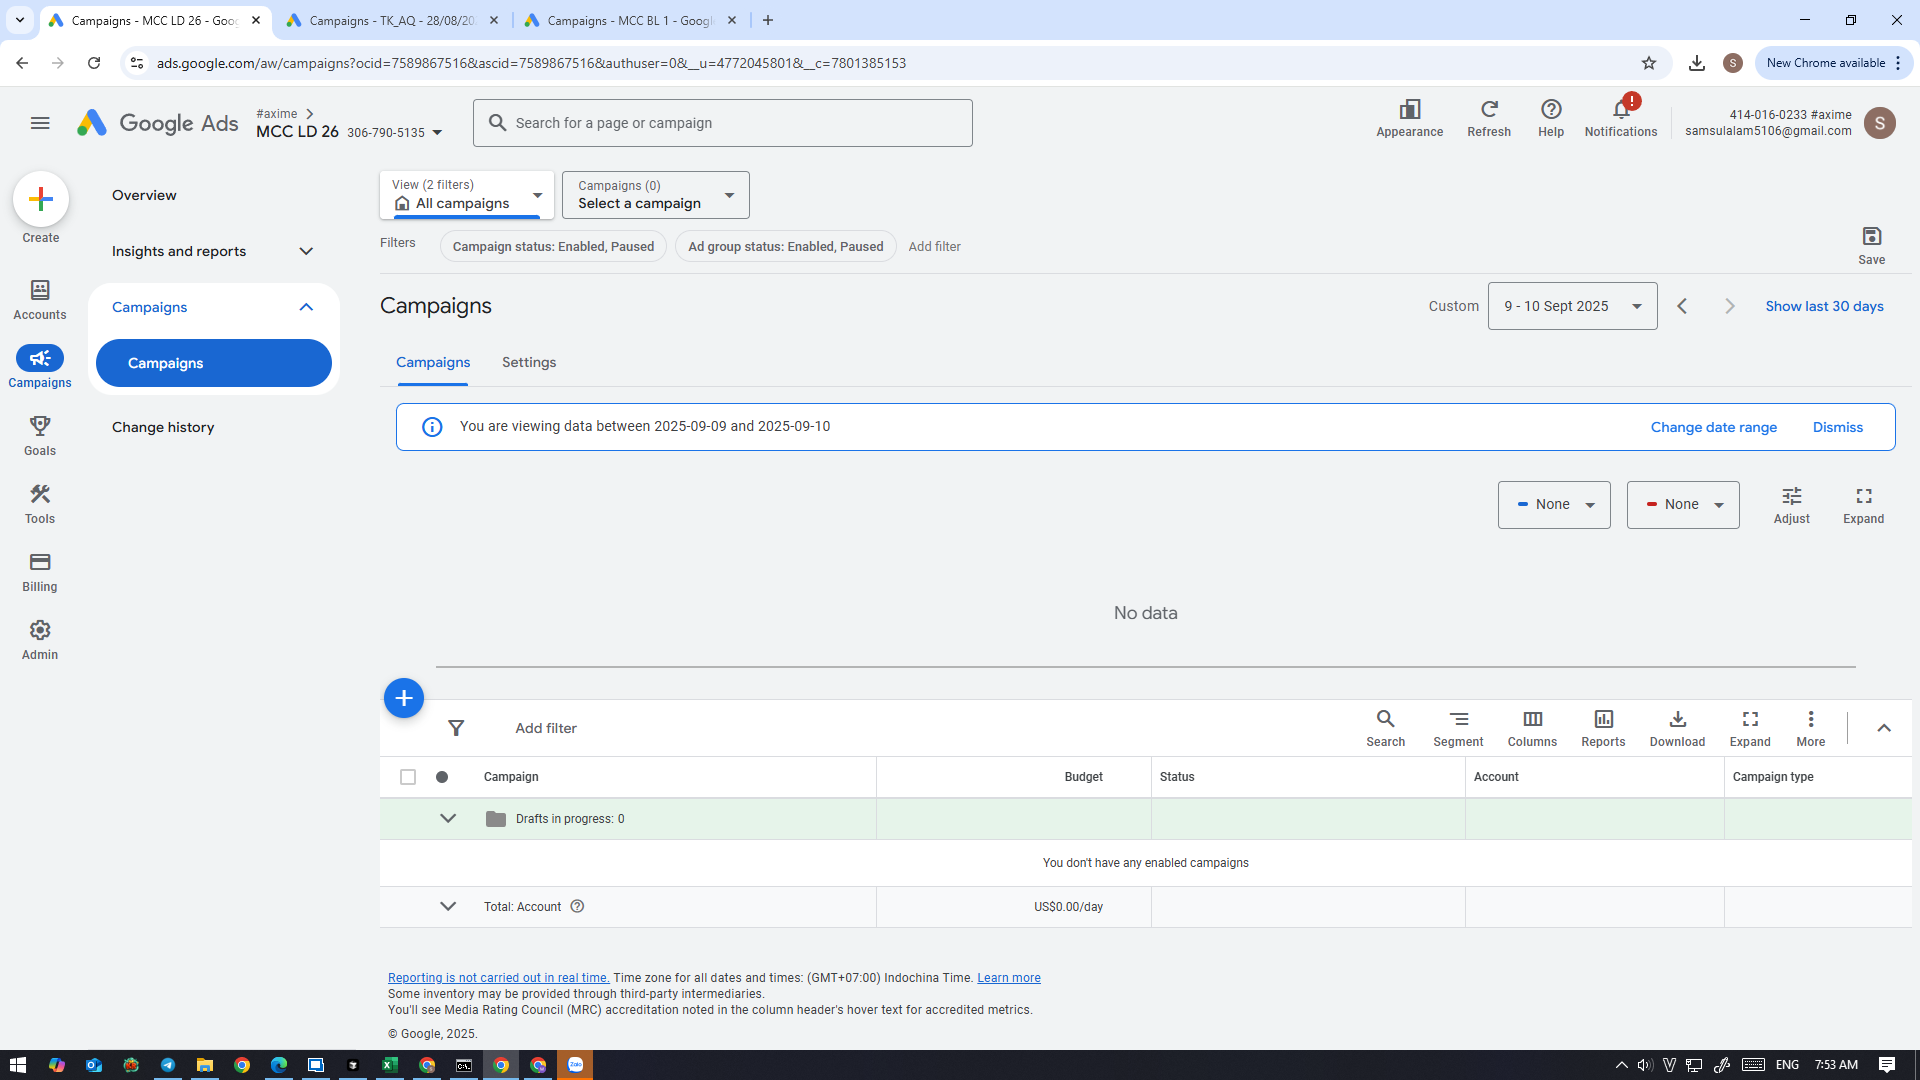 Campaigns - MCC LD 26 - Goo
Campaigns - TK_AQ - 28/08/20
Campaigns - MCC BL 1 - Googl
ads.google.com/aw/campaigns?ocid=7589867516&ascid=7589867516&authuser=0&__u=4772045801&__c=7801385153
S
New Chrome available
Google Ads
#axime
MCC LD 26 306-790-5135
Search for a page or campaign
Appearance
Refresh
Help
!
Notifications
414-016-0233 #axime
samsulalam5106@gmail.com
S
Create
Accounts
Campaigns
Goals
Tools
Billing
Admin
Overview
Insights and reports
Campaigns
Campaigns
Change history
View (2 filters)
All campaigns
Campaigns (0)
Select a campaign
Filters
Campaign status: Enabled, Paused
Ad group status: Enabled, Paused
Add filter
Save
Campaigns
Custom
9 - 10 Sept 2025
Show last 30 days
Campaigns
Settings
You are viewing data between 2025-09-09 and 2025-09-10
Change date range
Dismiss
None
None
Adjust
Expand
No data
Add filter
Search
Segment
Columns
Reports
Download
Expand
More
Campaign
Budget
Status
Account
Campaign type
Drafts in progress: 0
You don't have any enabled campaigns
Total: Account
US$0.00/day
Reporting is not carried out in real time. Time zone for all dates and times: (GMT+07:00) Indochina Time. Learn more
Some inventory may be provided through third-party intermediaries.
You'll see Media Rating Council (MRC) accreditation noted in the column header's hover text for accredited metrics.
© Google, 2025.
Zalo
ENG
7:53 AM